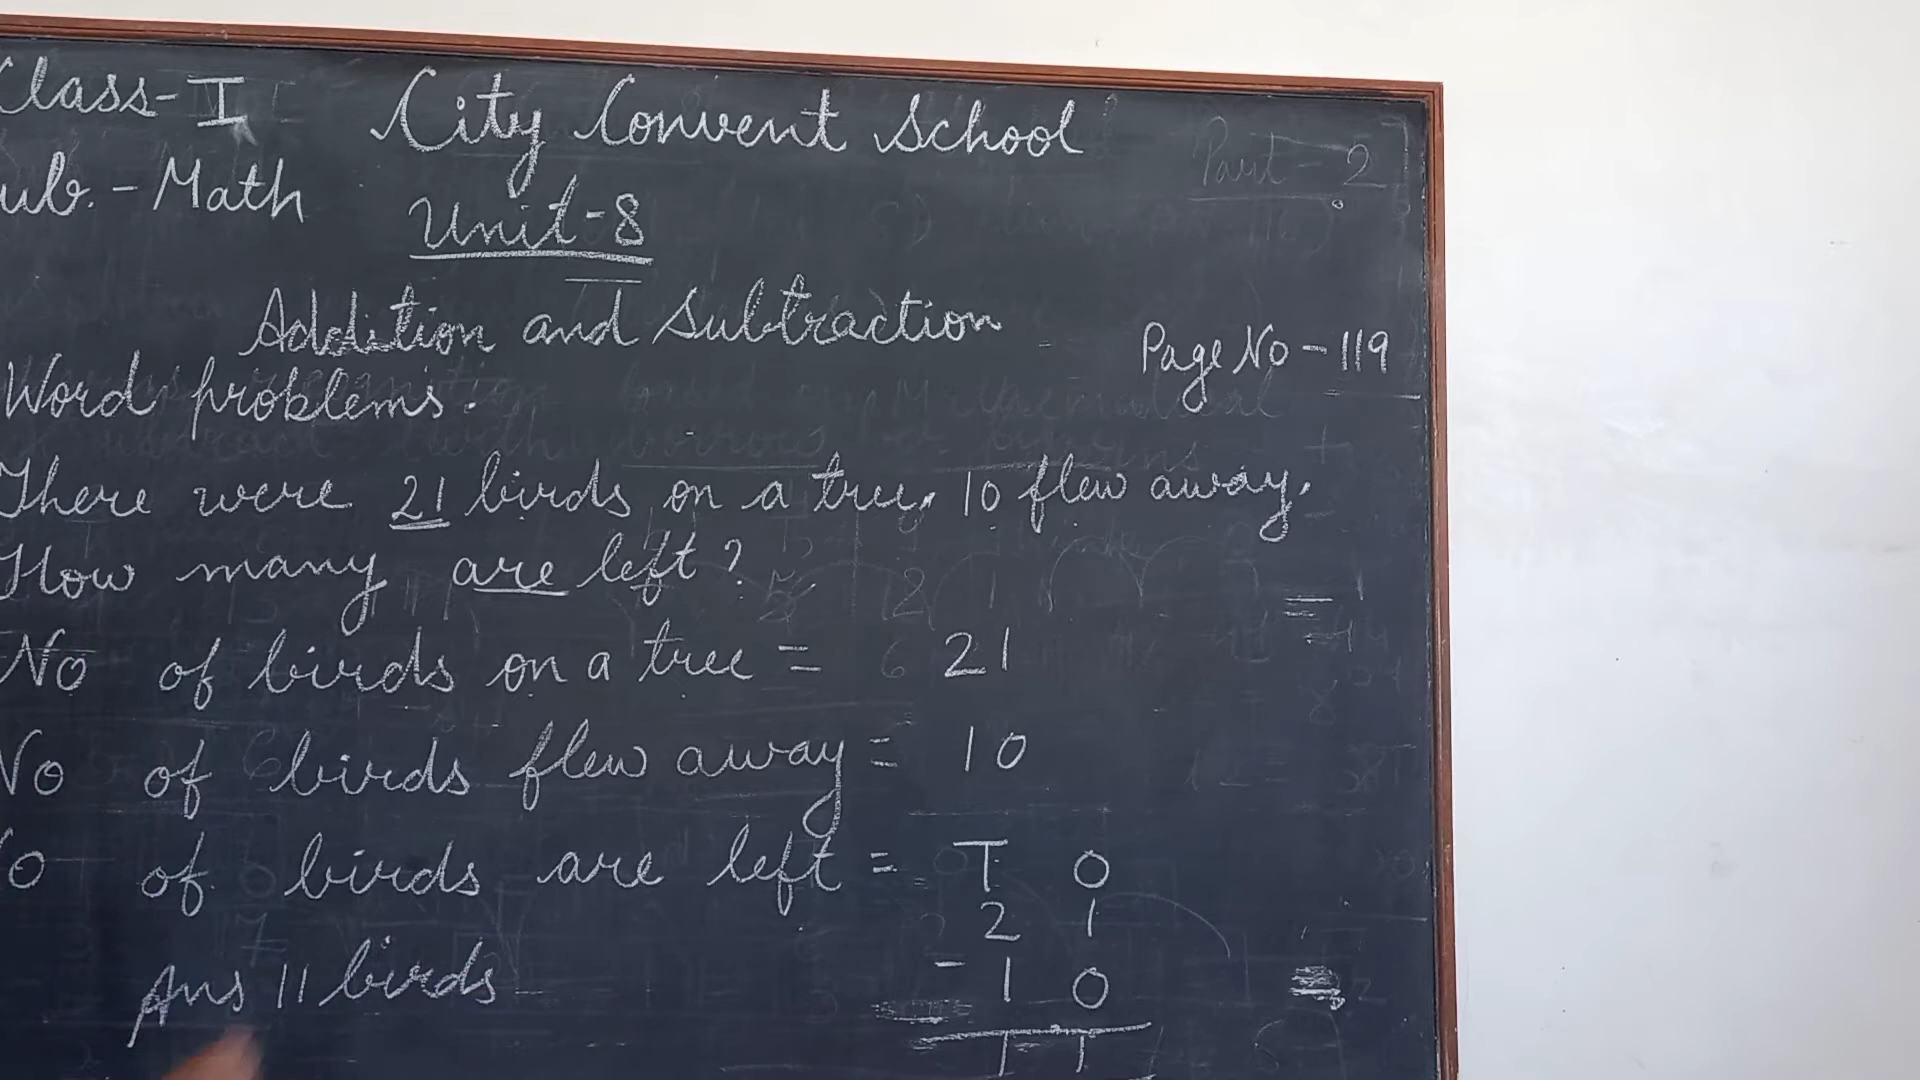 Class-I City Convent School
ub. - Math
Part - 2
Unit-8
Addition and Subtraction
Page No - 119
Word problems.
There were 21 birds on a tree. 10 flew away.
How many are left?
No of birds on a tree = 21
No of birds flew away = 10
No of birds are left = T O
2 1
- 1 0
1 1
Ans 11 birds